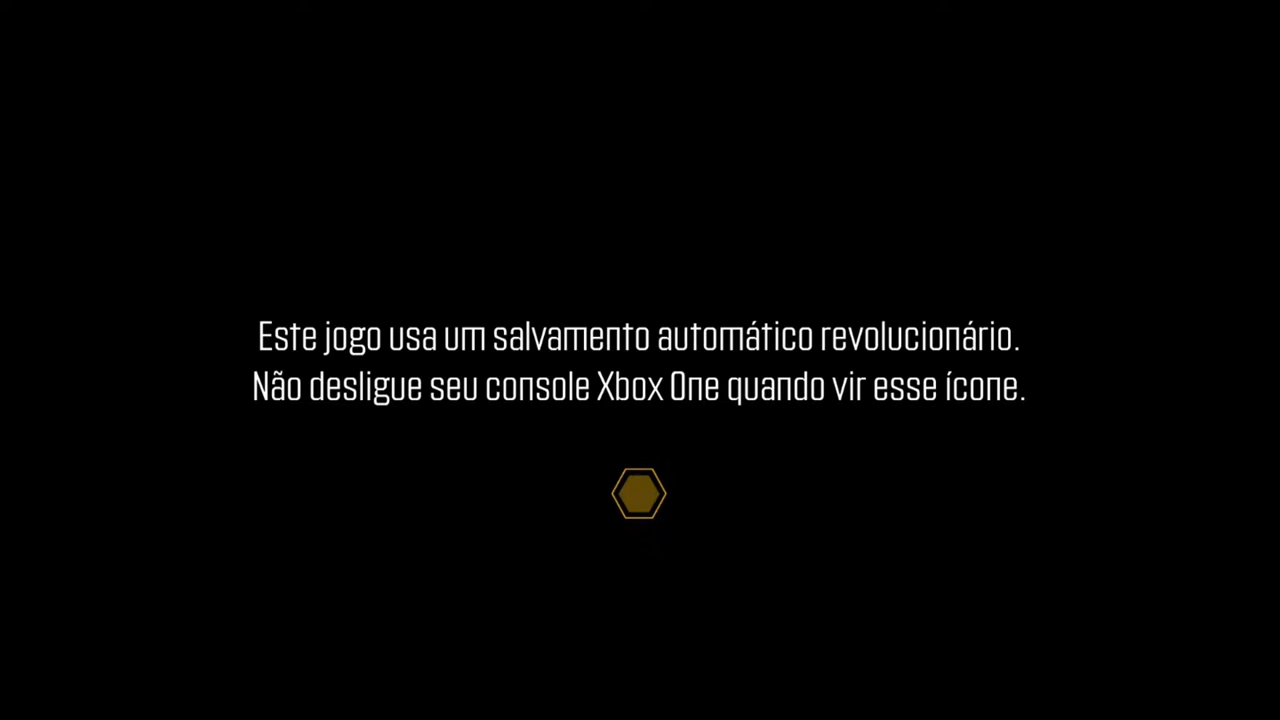 Este jogo usa um salvamento automático revolucionário.
Não desligue seu console Xbox One quando vir esse ícone.